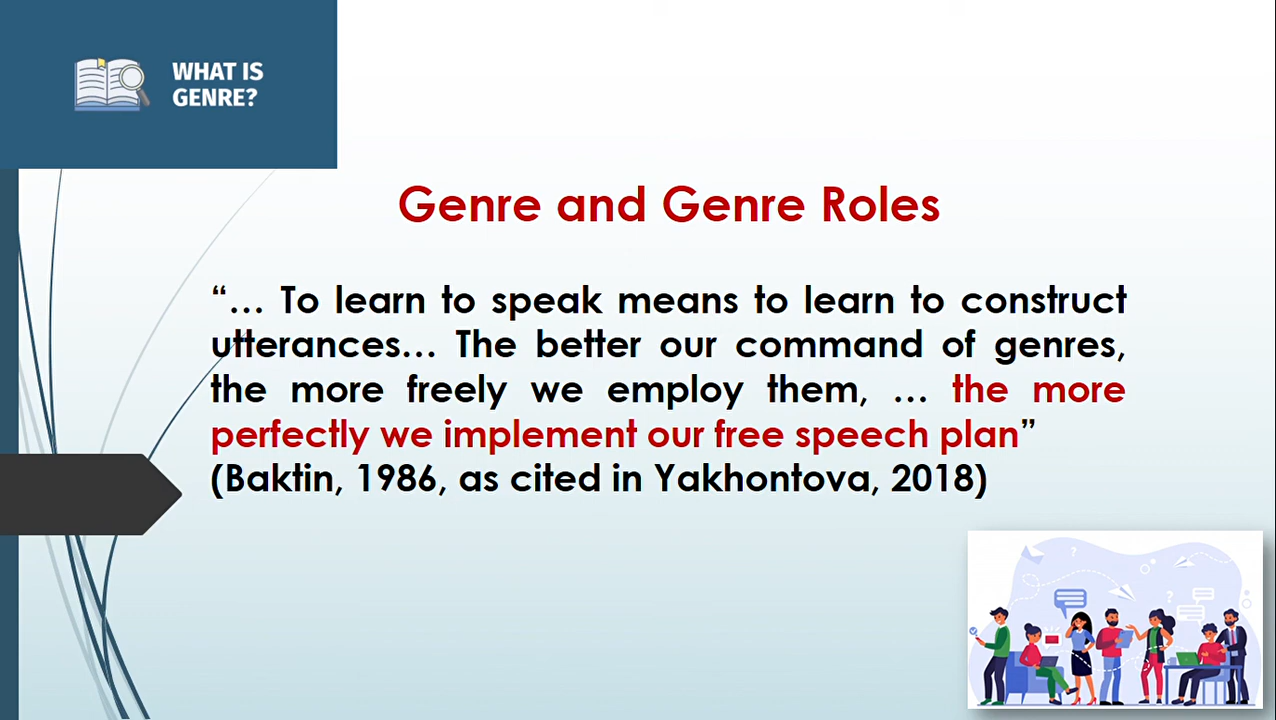 WHAT IS
GENRE?
Genre and Genre Roles
“… To learn to speak means to learn to construct
utterances… The better our command of genres,
the more freely we employ them, … the more
perfectly we implement our free speech plan”
(Baktin, 1986, as cited in Yakhontova, 2018)